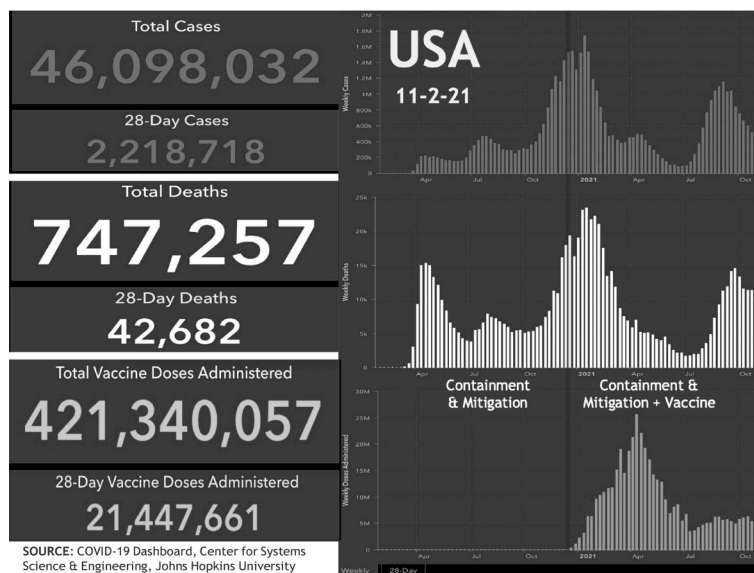 Total Cases
46,098,032
28-Day Cases
2,218,718
Total Deaths
747,257
28-Day Deaths
42,682
Total Vaccine Doses Administered
421,340,057
28-Day Vaccine Doses Administered
21,447,661
SOURCE: COVID-19 Dashboard, Center for Systems
Science & Engineering, Johns Hopkins University
USA
11-2-21
Weekly Cases
2M
1.8M
1.6M
1.4M
1.2M
1M
800k
600k
400k
200k
0
Apr Jul Oct 2021 Apr Jul Oct
Weekly Deaths
25k
20k
15k
10k
5k
0
Apr Jul Oct 2021 Apr Jul Oct
Containment
& Mitigation
Containment &
Mitigation + Vaccine
Weekly Doses Administered
30M
25M
20M
15M
10M
5M
0
Apr Jul Oct 2021 Apr Jul Oct
Weekly 28-Day